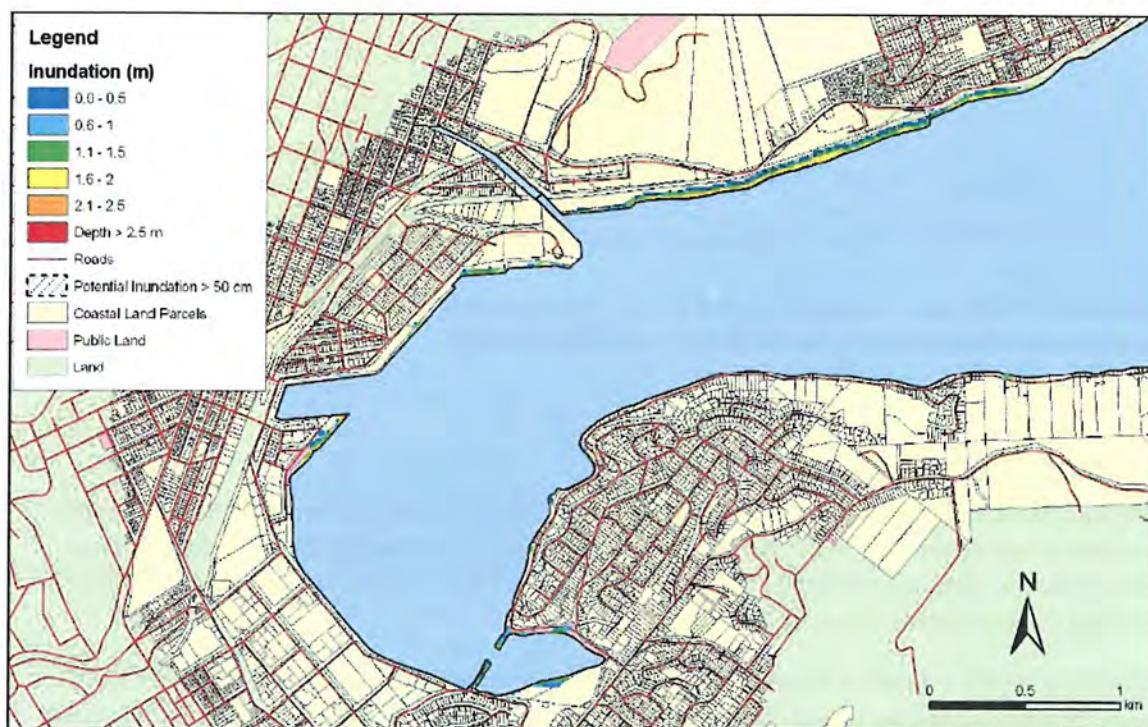 Legend
Inundation (m)
0.0 - 0.5
0.6 - 1
1.1 - 1.5
1.6 - 2
2.1 - 2.5
Depth > 2.5 m
Roads
Potential Inundation > 50 cm
Coastal Land Parcels
Public Land
Land
N
0 0.5 1
km